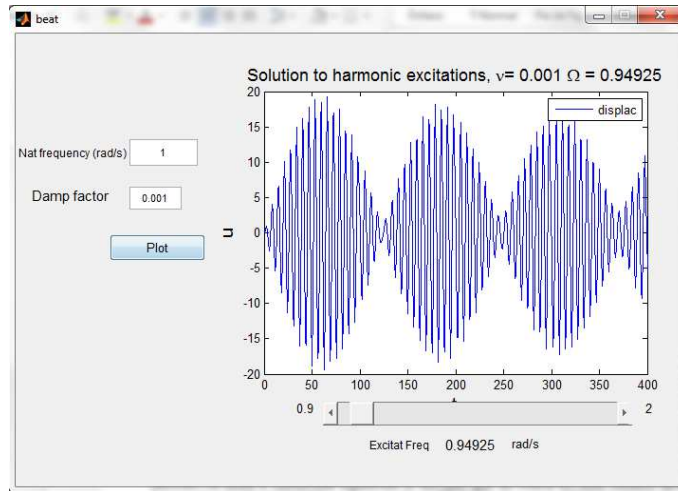 beat
Solution to harmonic excitations, ν= 0.001 Ω = 0.94925
20
displac
15
10
5
0
-5
-10
-15
-20
u
0 50 100 150 200 250 300 350 400
Nat frequency (rad/s) 1
Damp factor 0.001
Plot
0.9 2
Excitat Freq 0.94925 rad/s